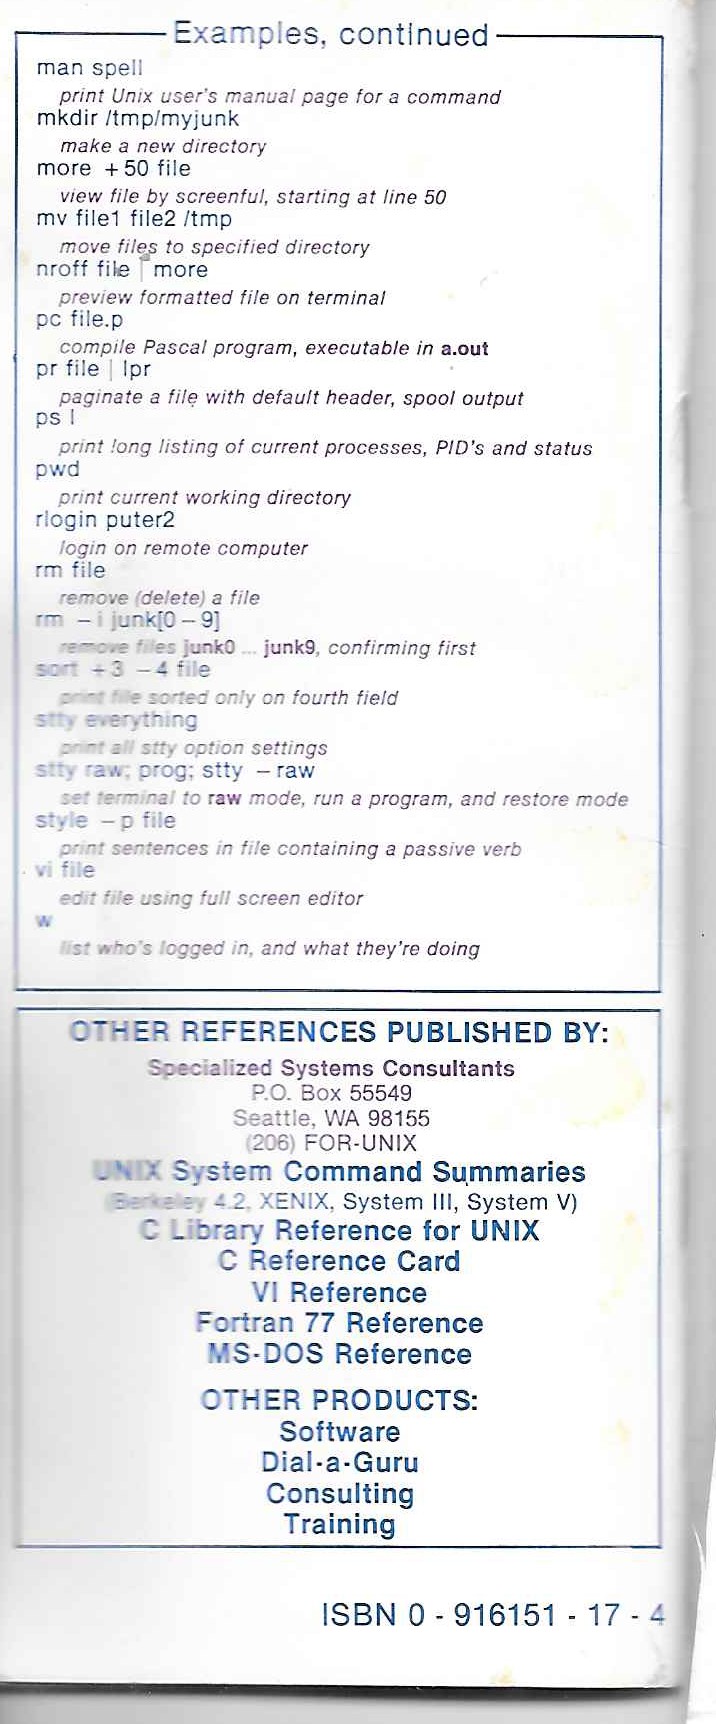 Examples, continued
man spell
print Unix user's manual page for a command
mkdir /tmp/myjunk
make a new directory
more +50 file
view file by screenful, starting at line 50
mv file1 file2 /tmp
move files to specified directory
nroff file | more
preview formatted file on terminal
pc file.p
compile Pascal program, executable in a.out
pr file | lpr
paginate a file with default header, spool output
ps l
print long listing of current processes, PID's and status
pwd
print current working directory
rlogin puter2
login on remote computer
rm file
remove (delete) a file
rm -i junk[0-9]
remove files junk0 ... junk9, confirming first
sort +3 -4 file
print file sorted only on fourth field
stty everything
print all stty option settings
stty raw; prog; stty -raw
set terminal to raw mode, run a program, and restore mode
style -p file
print sentences in file containing a passive verb
vi file
edit file using full screen editor
w
list who's logged in, and what they're doing
OTHER REFERENCES PUBLISHED BY:
Specialized Systems Consultants
P.O. Box 55549
Seattle, WA 98155
(206) FOR-UNIX
UNIX System Command Summaries
(Berkeley 4.2, XENIX, System III, System V)
C Library Reference for UNIX
C Reference Card
VI Reference
Fortran 77 Reference
MS-DOS Reference
OTHER PRODUCTS:
Software
Dial-a-Guru
Consulting
Training
ISBN 0 - 916151 - 17 - 4